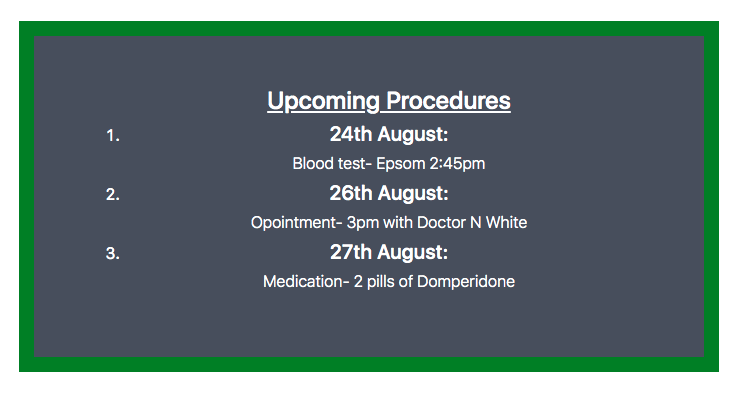 Upcoming Procedures
1. 24th August:
Blood test- Epsom 2:45pm
2. 26th August:
Opointment- 3pm with Doctor N White
3. 27th August:
Medication- 2 pills of Domperidone